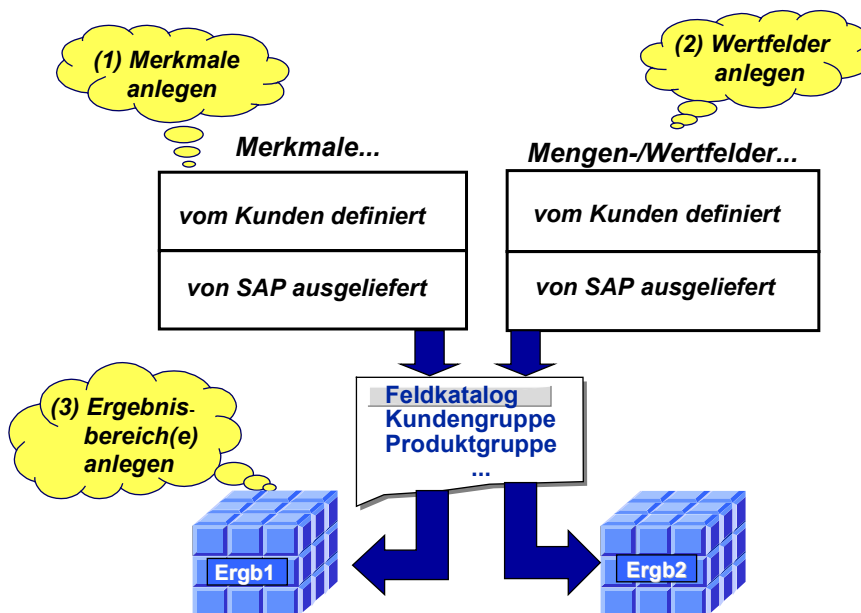 (1) Merkmale
anlegen
(2) Wertfelder
anlegen
Merkmale...
Mengen-/Wertfelder...
vom Kunden definiert
vom Kunden definiert
von SAP ausgeliefert
von SAP ausgeliefert
Feldkatalog
Kundengruppe
Produktgruppe
...
(3) Ergebnis-
bereich(e)
anlegen
Ergb1
Ergb2